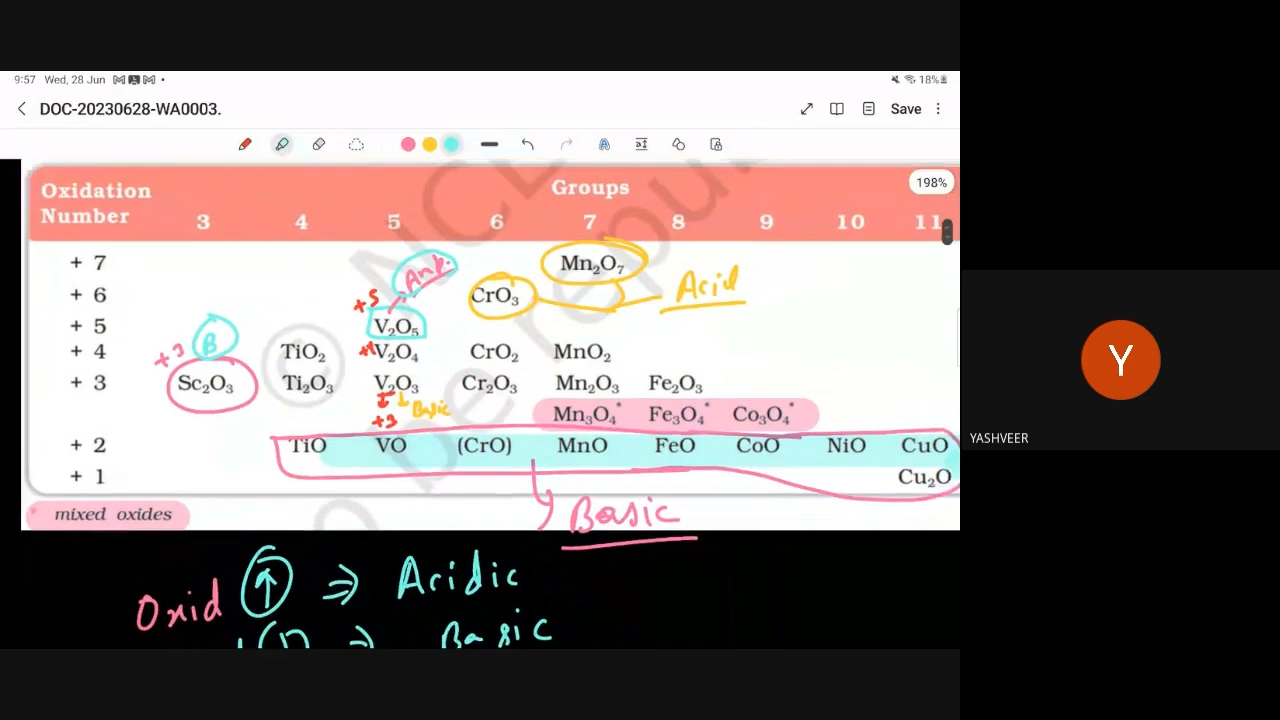 9:57 Wed, 28 Jun
18%
DOC-20230628-WA0003.
Save
Oxidation Number
Groups
198%
3 4 5 6 7 8 9 10 11
+ 7 Mn₂O₇
Amp.
+ 6 CrO₃
Acid
+5
+ 5 V₂O₅
B
+ 4 TiO₂ +4 V₂O₄ CrO₂ MnO₂
+3
+ 3 Sc₂O₃ Ti₂O₃ V₂O₃ Cr₂O₃ Mn₂O₃ Fe₂O₃
Basic
+3
Mn₃O₄* Fe₃O₄* Co₃O₄*
+ 2 TiO VO (CrO) MnO FeO CoO NiO CuO
+ 1 Cu₂O
* mixed oxides
Basic
Oxid ↑ ⇒ Acidic
⇒ Basic
Y
YASHVEER